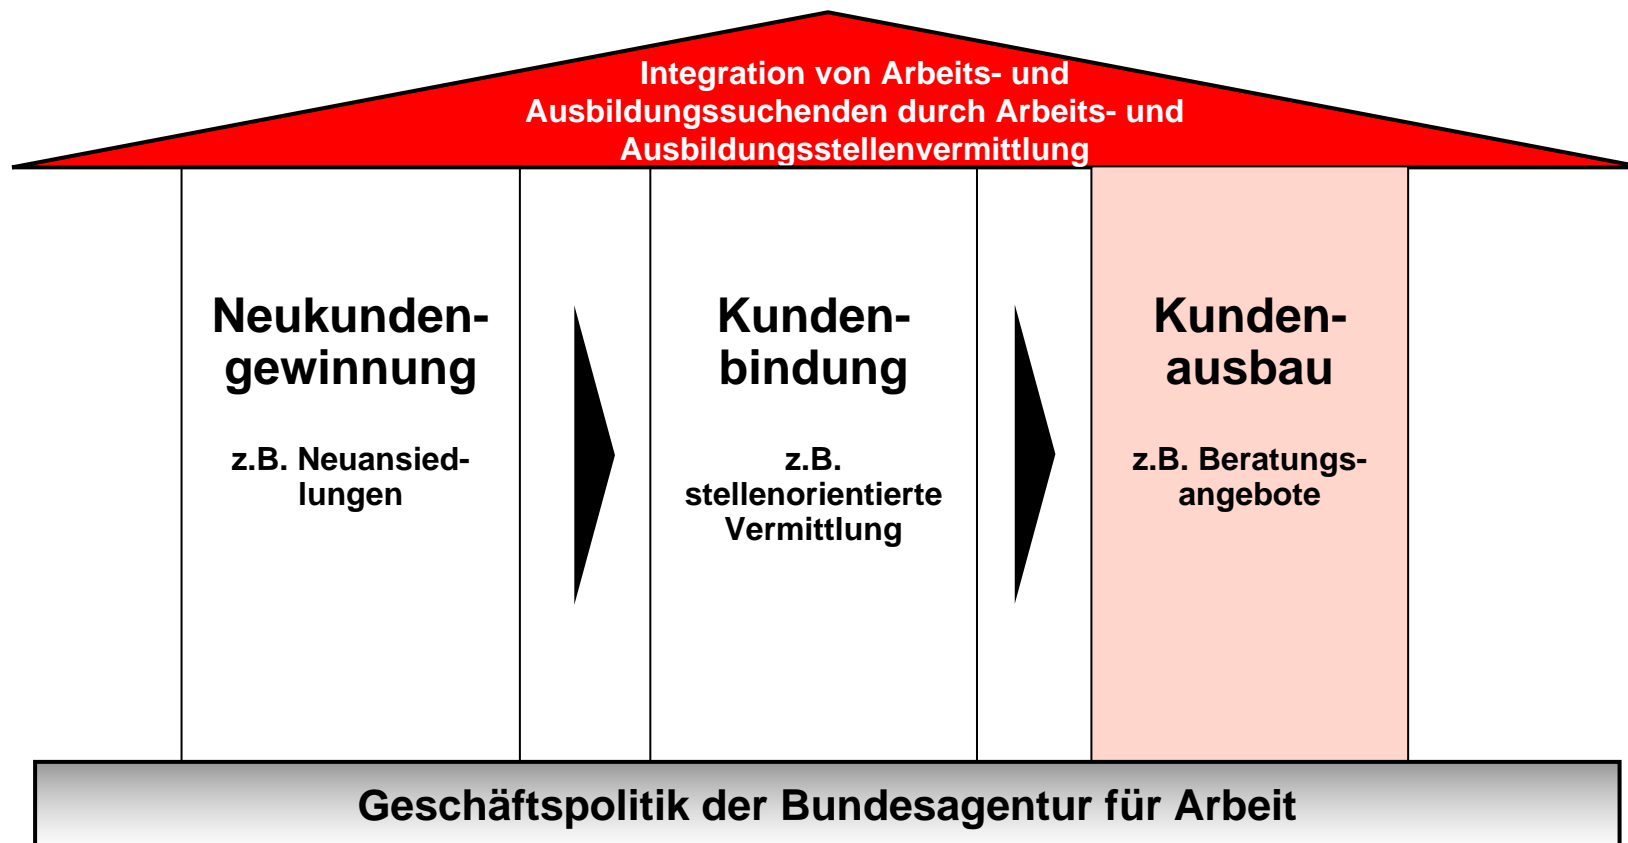 Integration von Arbeits- und
Ausbildungssuchenden durch Arbeits- und
Ausbildungsstellenvermittlung
Neukunden-
gewinnung
z.B. Neuansied-
lungen
Kunden-
bindung
z.B.
stellenorientierte
Vermittlung
Kunden-
ausbau
z.B. Beratungs-
angebote
Geschäftspolitik der Bundesagentur für Arbeit